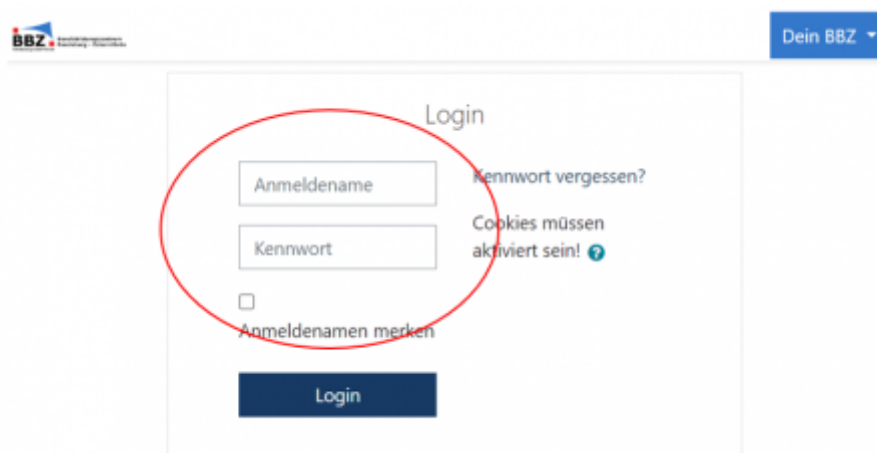 BBZ
Dein BBZ
Login
Anmeldename
Kennwort
Anmeldenamen merken
Login
Kennwort vergessen?
Cookies müssen
aktiviert sein!